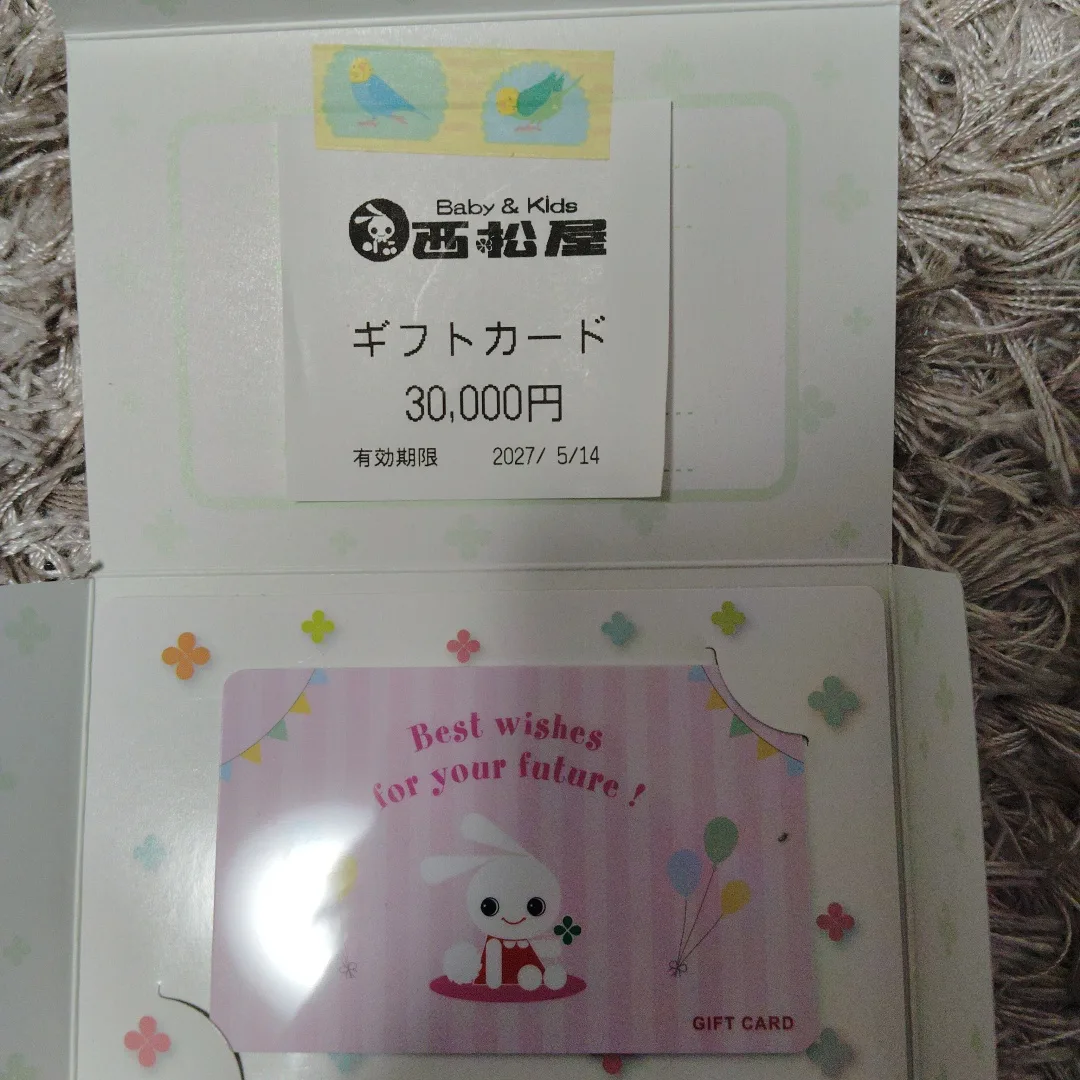 Baby & Kids
西松屋
ギフトカード
30,000円
有効期限 2027/ 5/14
Best wishes
for your future !
GIFT CARD